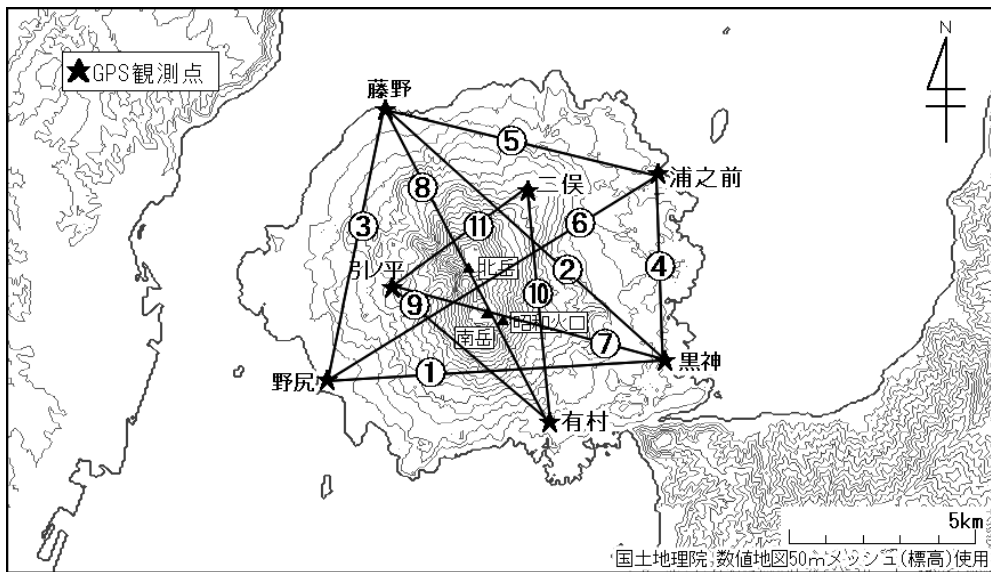 N
★GPS観測点
藤野
⑤
浦之前
⑧
三俣
⑥
③
⑪
引ノ平
北岳
②
④
⑨
⑩
昭和火口
南岳
⑦
野尻
①
黒神
有村
5km
国土地理院,数値地図50mメッシュ(標高)使用